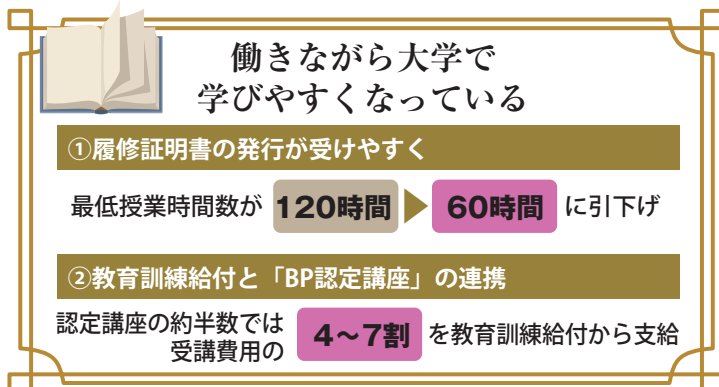 働きながら大学で
学びやすくなっている
①履修証明書の発行が受けやすく
最低授業時間数が 120時間 ▶ 60時間 に引下げ
②教育訓練給付と「BP認定講座」の連携
認定講座の約半数では
受講費用の 4〜7割 を教育訓練給付から支給